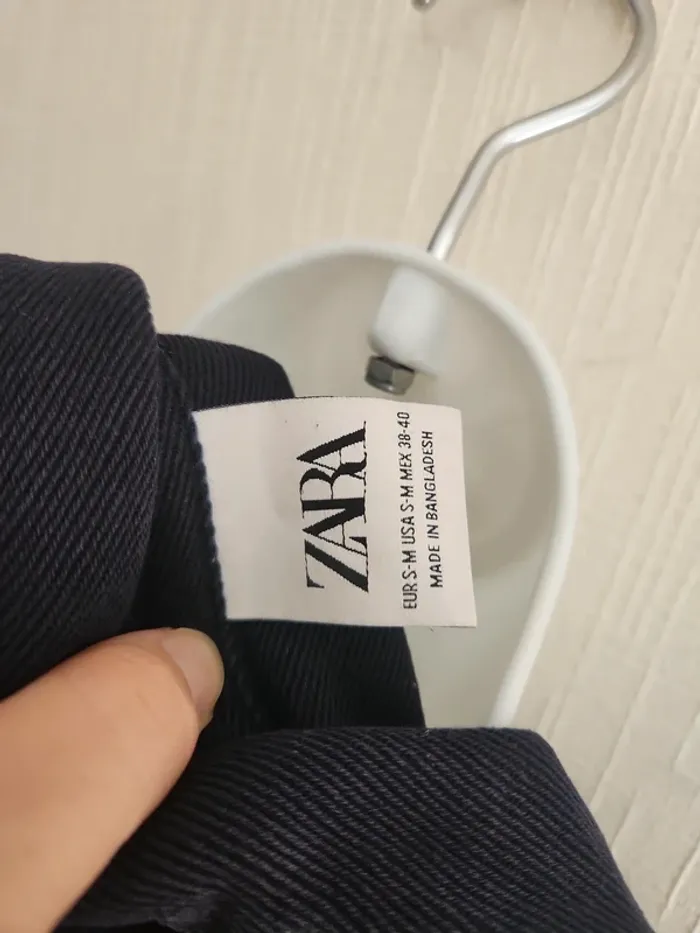 ZARA
EUR S-M USA S-M MEX 38-40
MADE IN BANGLADESH